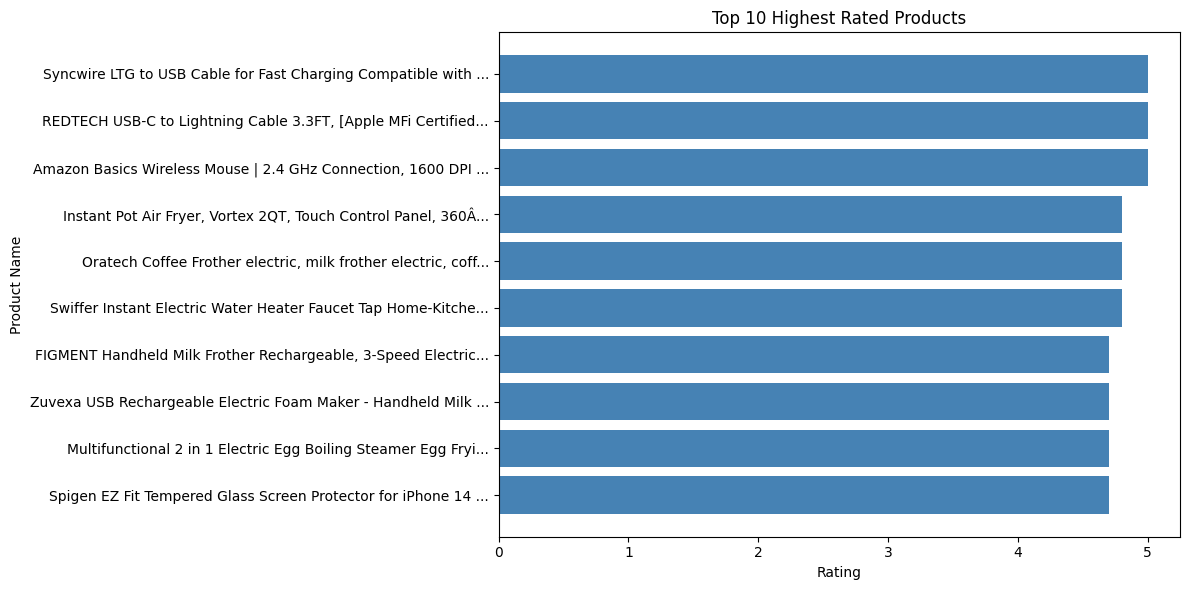 Top 10 Highest Rated Products
Syncwire LTG to USB Cable for Fast Charging Compatible with ...
REDTECH USB-C to Lightning Cable 3.3FT, [Apple MFi Certified...
Amazon Basics Wireless Mouse | 2.4 GHz Connection, 1600 DPI ...
Instant Pot Air Fryer, Vortex 2QT, Touch Control Panel, 360Â...
Oratech Coffee Frother electric, milk frother electric, coff...
Swiffer Instant Electric Water Heater Faucet Tap Home-Kitche...
FIGMENT Handheld Milk Frother Rechargeable, 3-Speed Electric...
Zuvexa USB Rechargeable Electric Foam Maker - Handheld Milk ...
Multifunctional 2 in 1 Electric Egg Boiling Steamer Egg Fryi...
Spigen EZ Fit Tempered Glass Screen Protector for iPhone 14 ...
Product Name
0 1 2 3 4 5
Rating